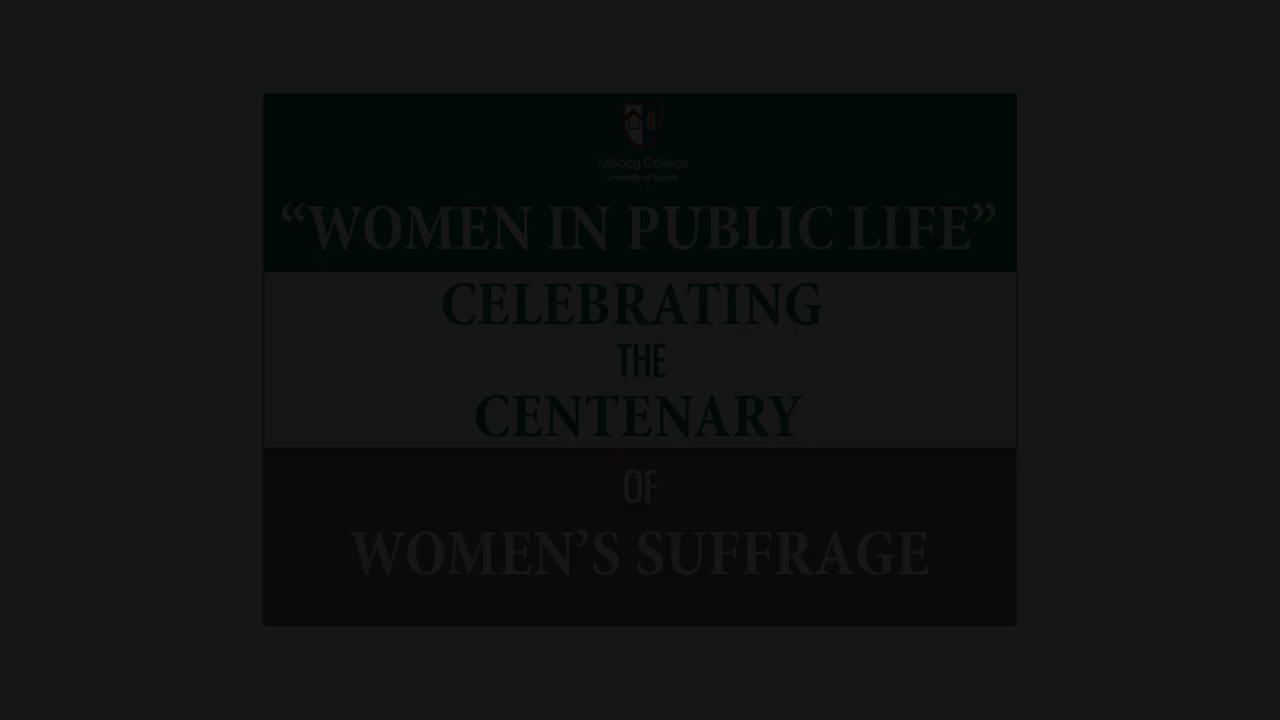 Kellogg College
University of Oxford
“WOMEN IN PUBLIC LIFE”
CELEBRATING
THE
CENTENARY
OF
WOMEN’S SUFFRAGE